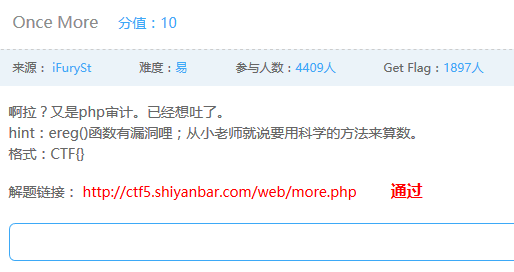 Once More 分值：10
来源： iFurySt 难度：易 参与人数：4409人 Get Flag：1897人
啊拉？又是php审计。已经想吐了。
hint：ereg()函数有漏洞哩；从小老师就说要用科学的方法来算数。
格式：CTF{}
解题链接： http://ctf5.shiyanbar.com/web/more.php 通过